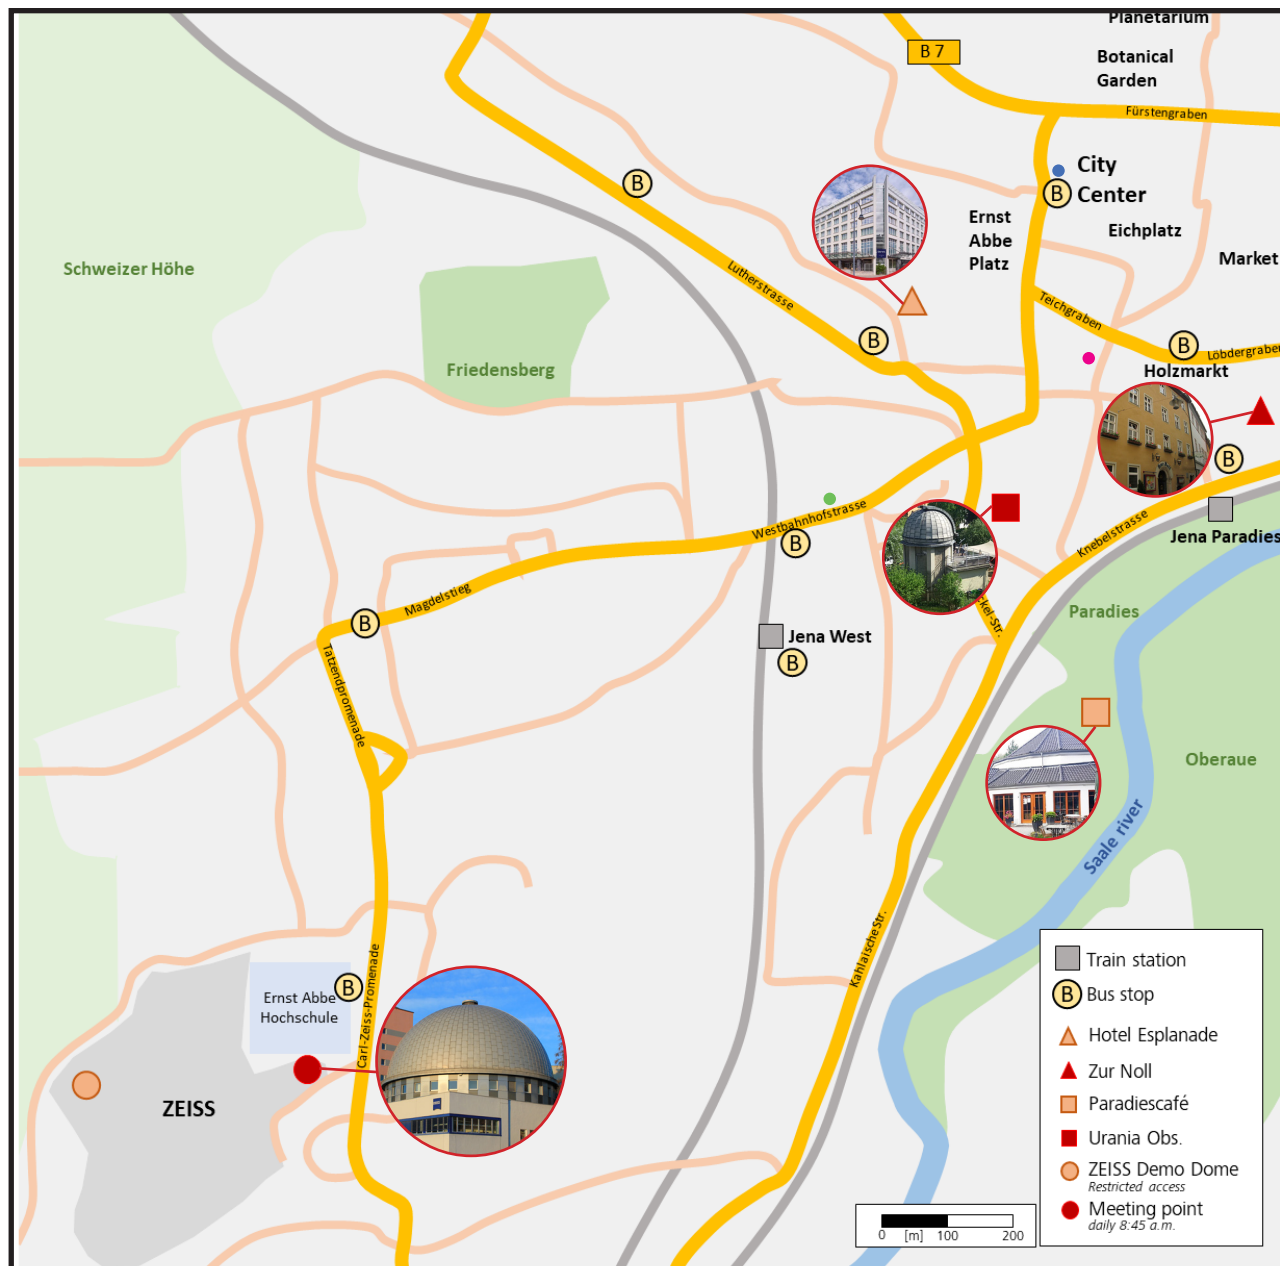 Planetarium
B 7
Botanical
Garden
Fürstengraben
City
Center
B
B
Ernst
Abbe
Platz
Eichplatz
Market
Schweizer Höhe
Lutherstrasse
Teichgraben
B
B
Löbdergraben
Holzmarkt
Friedensberg
B
Westbahnhofstrasse
B
Knebelstrasse
Jena Paradies
Magdelstieg
B
ckel-Str.
Paradies
Jena West
B
Tatzendpromenade
Oberaue
Saale river
Kahlaische Str.
Carl-Zeiss-Promenade
Ernst Abbe
Hochschule
B
ZEISS
Train station
B Bus stop
Hotel Esplanade
Zur Noll
Paradiescafé
Urania Obs.
ZEISS Demo Dome
Restricted access
Meeting point
daily 8:45 a.m.
0 [m] 100 200